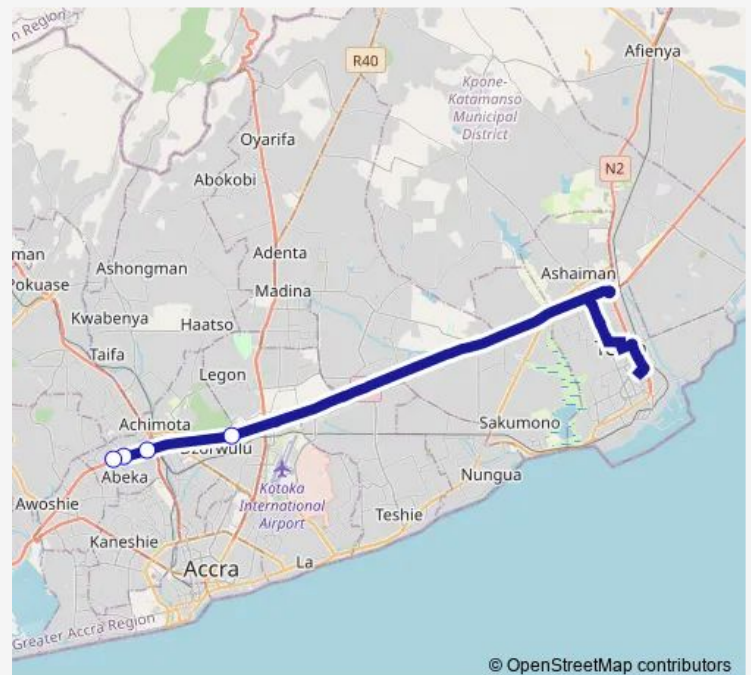 n Region
Afienya
R40
Kpone-
Katamanso
Municipal
District
Oyarifa
Abokobi
N2
man
Ashongman
Adenta
Ashaiman
Pokuase
Madina
Kwabenya
Haatso
Taifa
Legon
Achimota
Sakumono
Dzorwulu
Abeka
Kotoka
International
Airport
Nungua
Awoshie
Teshie
Kaneshie
La
Accra
Greater Accra Region
© OpenStreetMap contributors